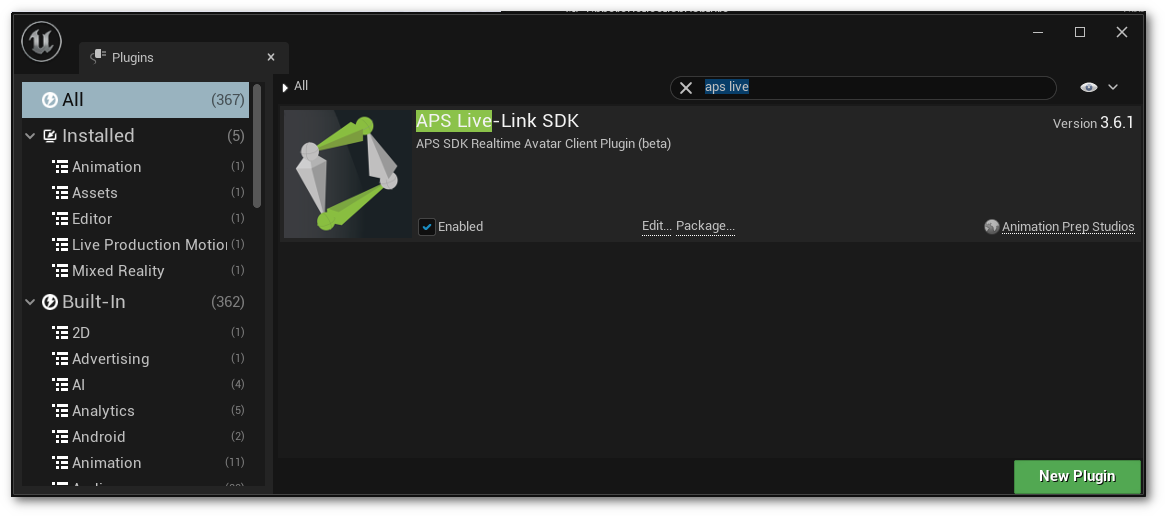 Plugins
All (367)
Installed (5)
Animation (1)
Assets (1)
Editor (1)
Live Production Motio (1)
Mixed Reality (1)
Built-In (362)
2D (1)
Advertising (1)
AI (4)
Analytics (5)
Android (2)
Animation (11)
All
aps live
APS Live-Link SDK
Version 3.6.1
APS SDK Realtime Avatar Client Plugin (beta)
Enabled
Edit... Package...
Animation Prep Studios
New Plugin